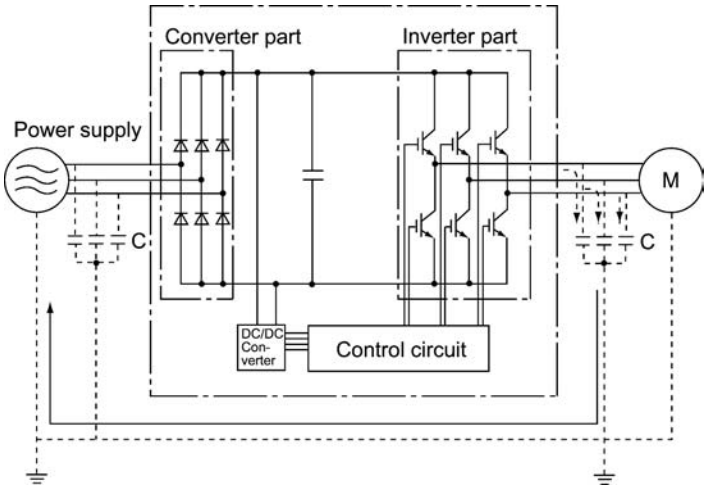 Converter part
Inverter part
Power supply
M
C
C
DC/DC
Con-
verter
Control circuit